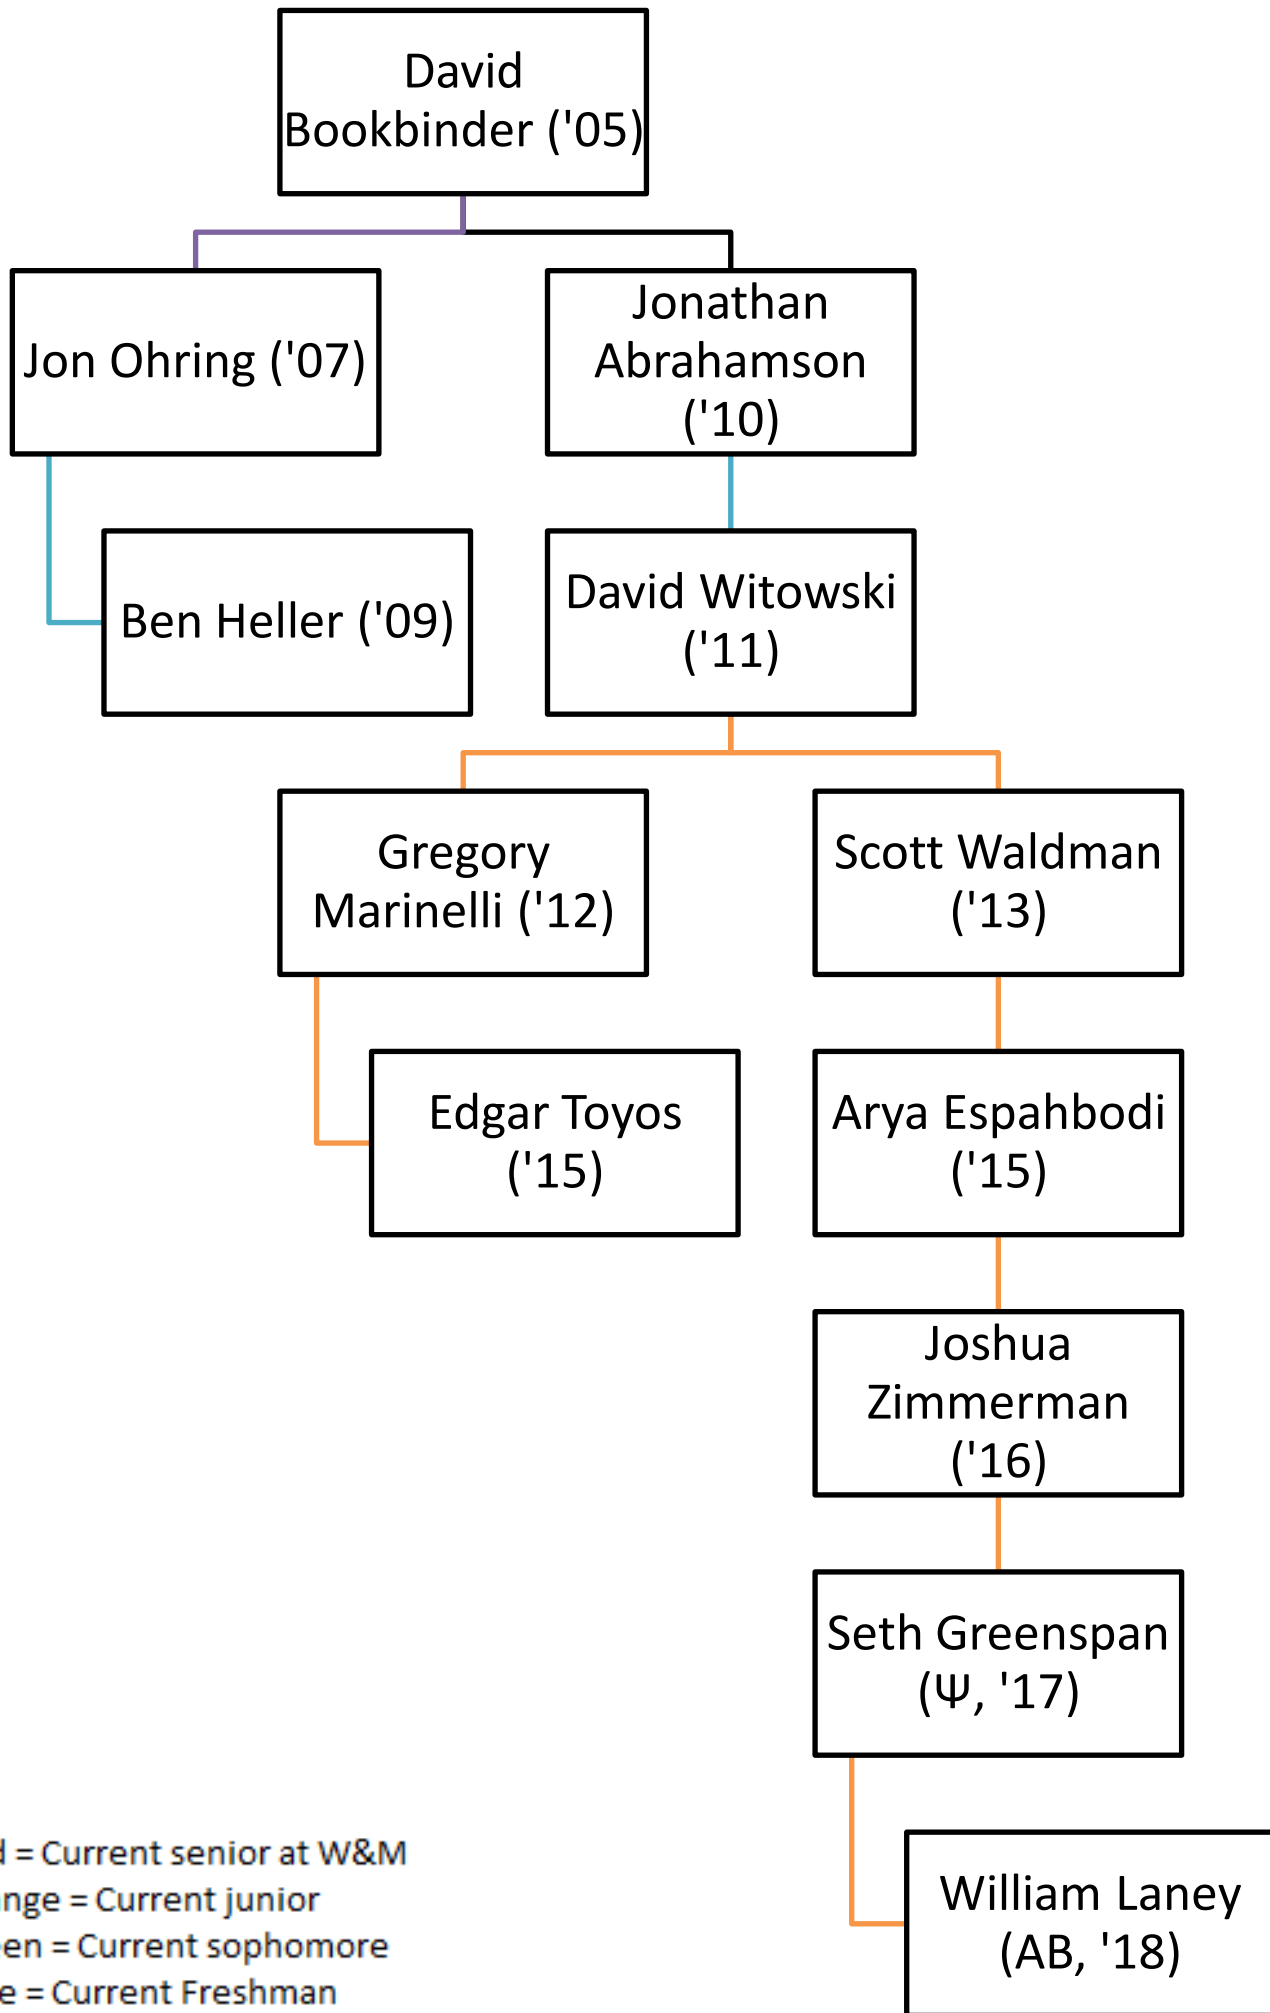 David
Bookbinder ('05)
Jon Ohring ('07)
Jonathan
Abrahamson
('10)
Ben Heller ('09)
David Witowski
('11)
Gregory
Marinelli ('12)
Scott Waldman
('13)
Edgar Toyos
('15)
Arya Espahbodi
('15)
Joshua
Zimmerman
('16)
Seth Greenspan
(Ψ, '17)
William Laney
(AB, '18)
= Current senior at W&M
= Current junior
= Current sophomore
= Current Freshman